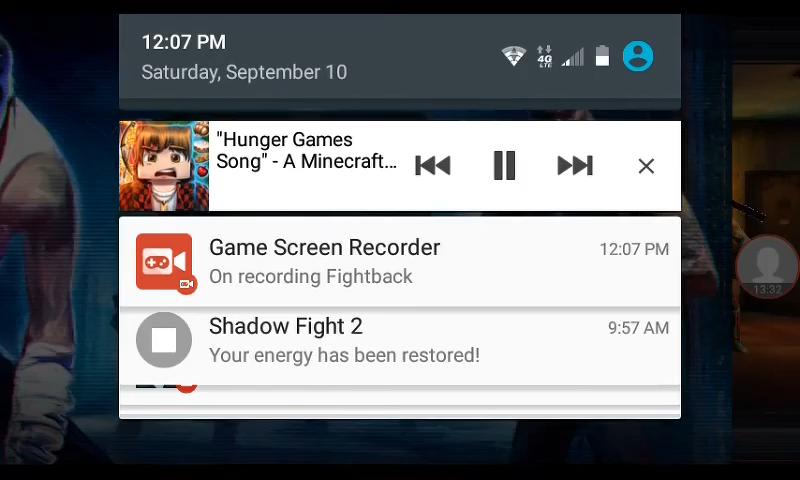 12:07 PM
Saturday, September 10
4G
LTE
"Hunger Games
Song" - A Minecraft...
Game Screen Recorder
12:07 PM
On recording Fightback
Shadow Fight 2
9:57 AM
Your energy has been restored!
13:32